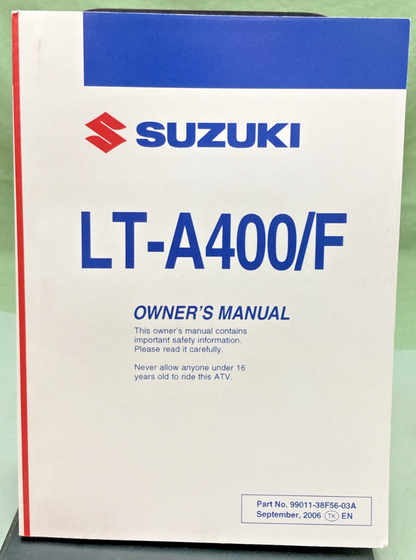 SUZUKI
LT-A400/F
OWNER'S MANUAL
This owner's manual contains
important safety information.
Please read it carefully.
Never allow anyone under 16
years old to ride this ATV.
Part No. 99011-38F56-03A
September, 2006 TK EN